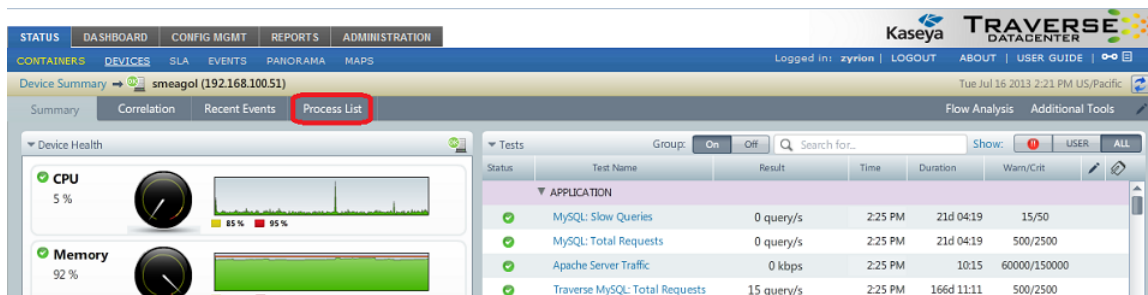 Kaseya TRAVERSE DATACENTER
STATUS DASHBOARD CONFIG MGMT REPORTS ADMINISTRATION
CONTAINERS DEVICES SLA EVENTS PANORAMA MAPS Logged in: zyrion | LOGOUT ABOUT | USER GUIDE |
Device Summary smeagol (192.168.100.51) Tue Jul 16 2013 2:21 PM US/Pacific
Summary Correlation Recent Events Process List Flow Analysis Additional Tools
Device Health
CPU
5 %
85 % 95 %
Memory
92 %
Tests Group: On Off Search for... Show: USER ALL
Status Test Name Result Time Duration Warn/Crit
APPLICATION
MySQL: Slow Queries 0 query/s 2:25 PM 21d 04:19 15/50
MySQL: Total Requests 0 query/s 2:25 PM 21d 04:19 500/2500
Apache Server Traffic 0 kbps 2:25 PM 10:15 60000/150000
Traverse MySQL: Total Requests 15 query/s 2:25 PM 166d 11:11 500/2500